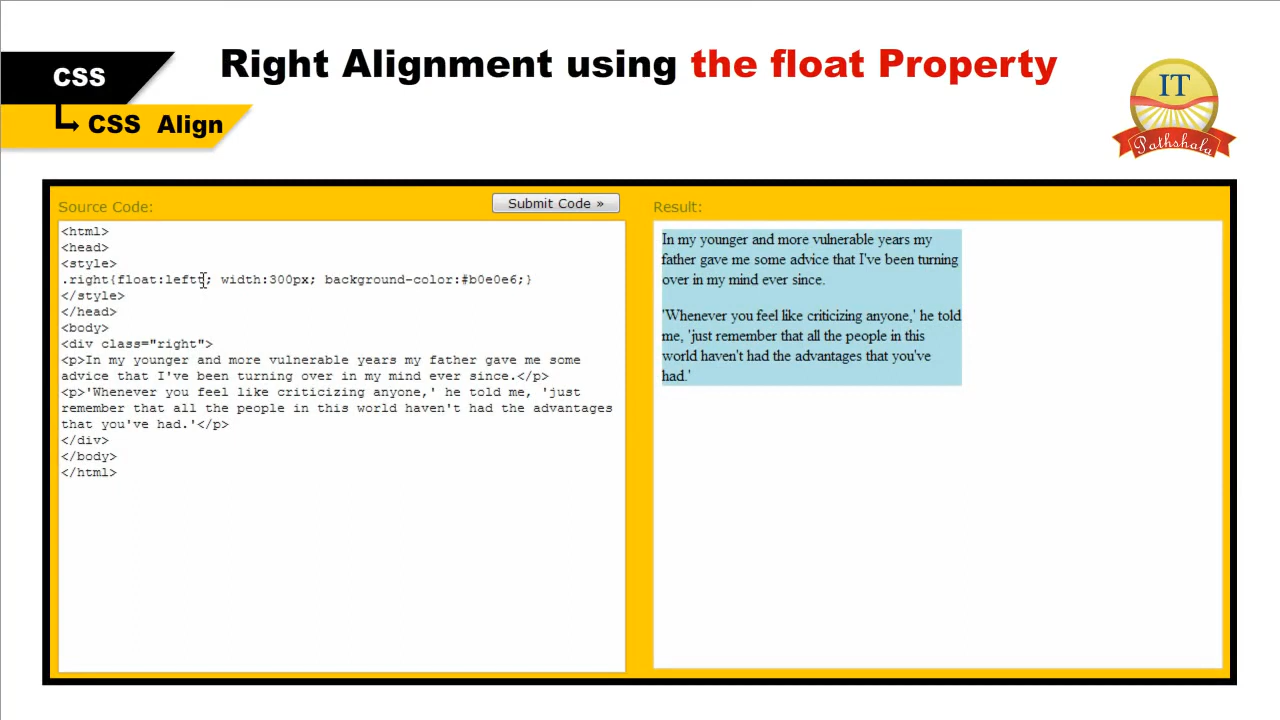 Right Alignment using the float Property
CSS
CSS Align
IT
Pathshala
Source Code:
Submit Code »
<html>
<head>
<style>
.right{float:leftt; width:300px; background-color:#b0e0e6;}
</style>
</head>
<body>
<div class="right">
<p>In my younger and more vulnerable years my father gave me some
advice that I've been turning over in my mind ever since.</p>
<p>'Whenever you feel like criticizing anyone,' he told me, 'just
remember that all the people in this world haven't had the advantages
that you've had.'</p>
</div>
</body>
</html>
Result:
In my younger and more vulnerable years my
father gave me some advice that I've been turning
over in my mind ever since.
'Whenever you feel like criticizing anyone,' he told
me, 'just remember that all the people in this
world haven't had the advantages that you've
had.'